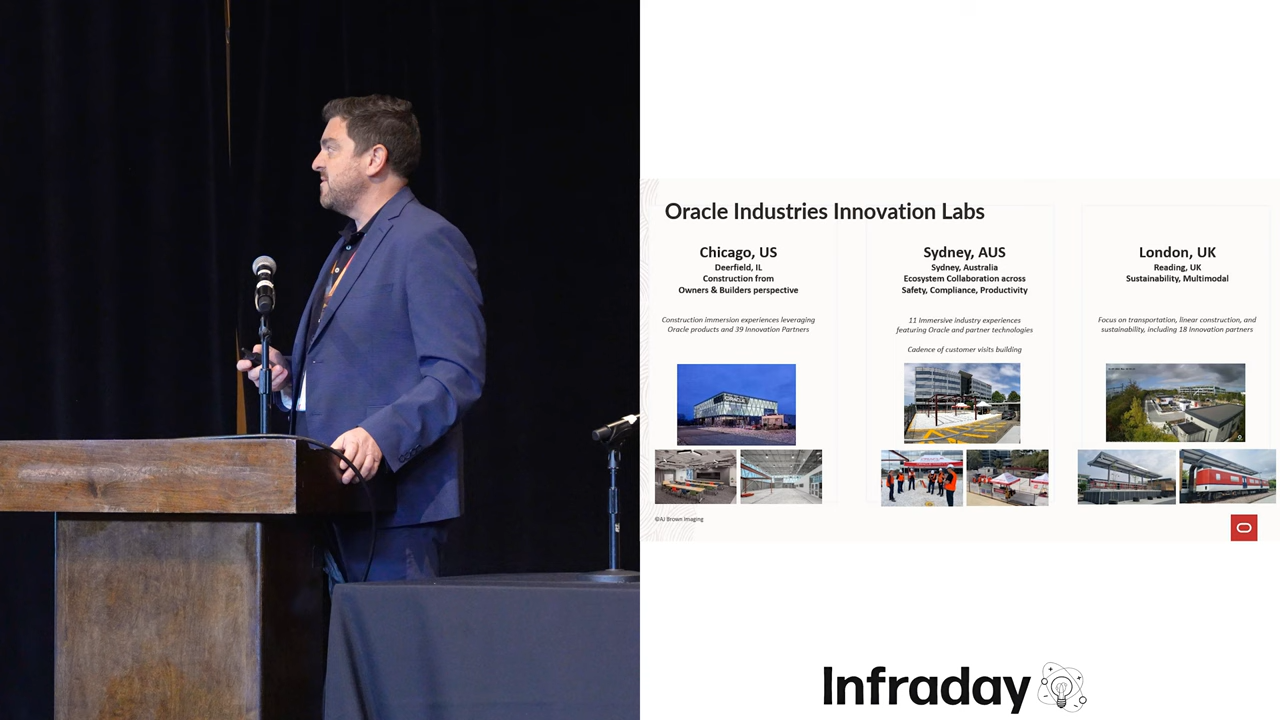 Oracle Industries Innovation Labs
Chicago, US
Deerfield, IL
Construction from
Owners & Builders perspective
Construction immersion experiences leveraging
Oracle products and 39 Innovation Partners
Sydney, AUS
Sydney, Australia
Ecosystem Collaboration across
Safety, Compliance, Productivity
11 Immersive industry experiences
featuring Oracle and partner technologies
Cadence of customer visits building
London, UK
Reading, UK
Sustainability, Multimodal
Focus on transportation, linear construction, and
sustainability, including 18 Innovation partners
©AJ Brown Imaging
Infraday